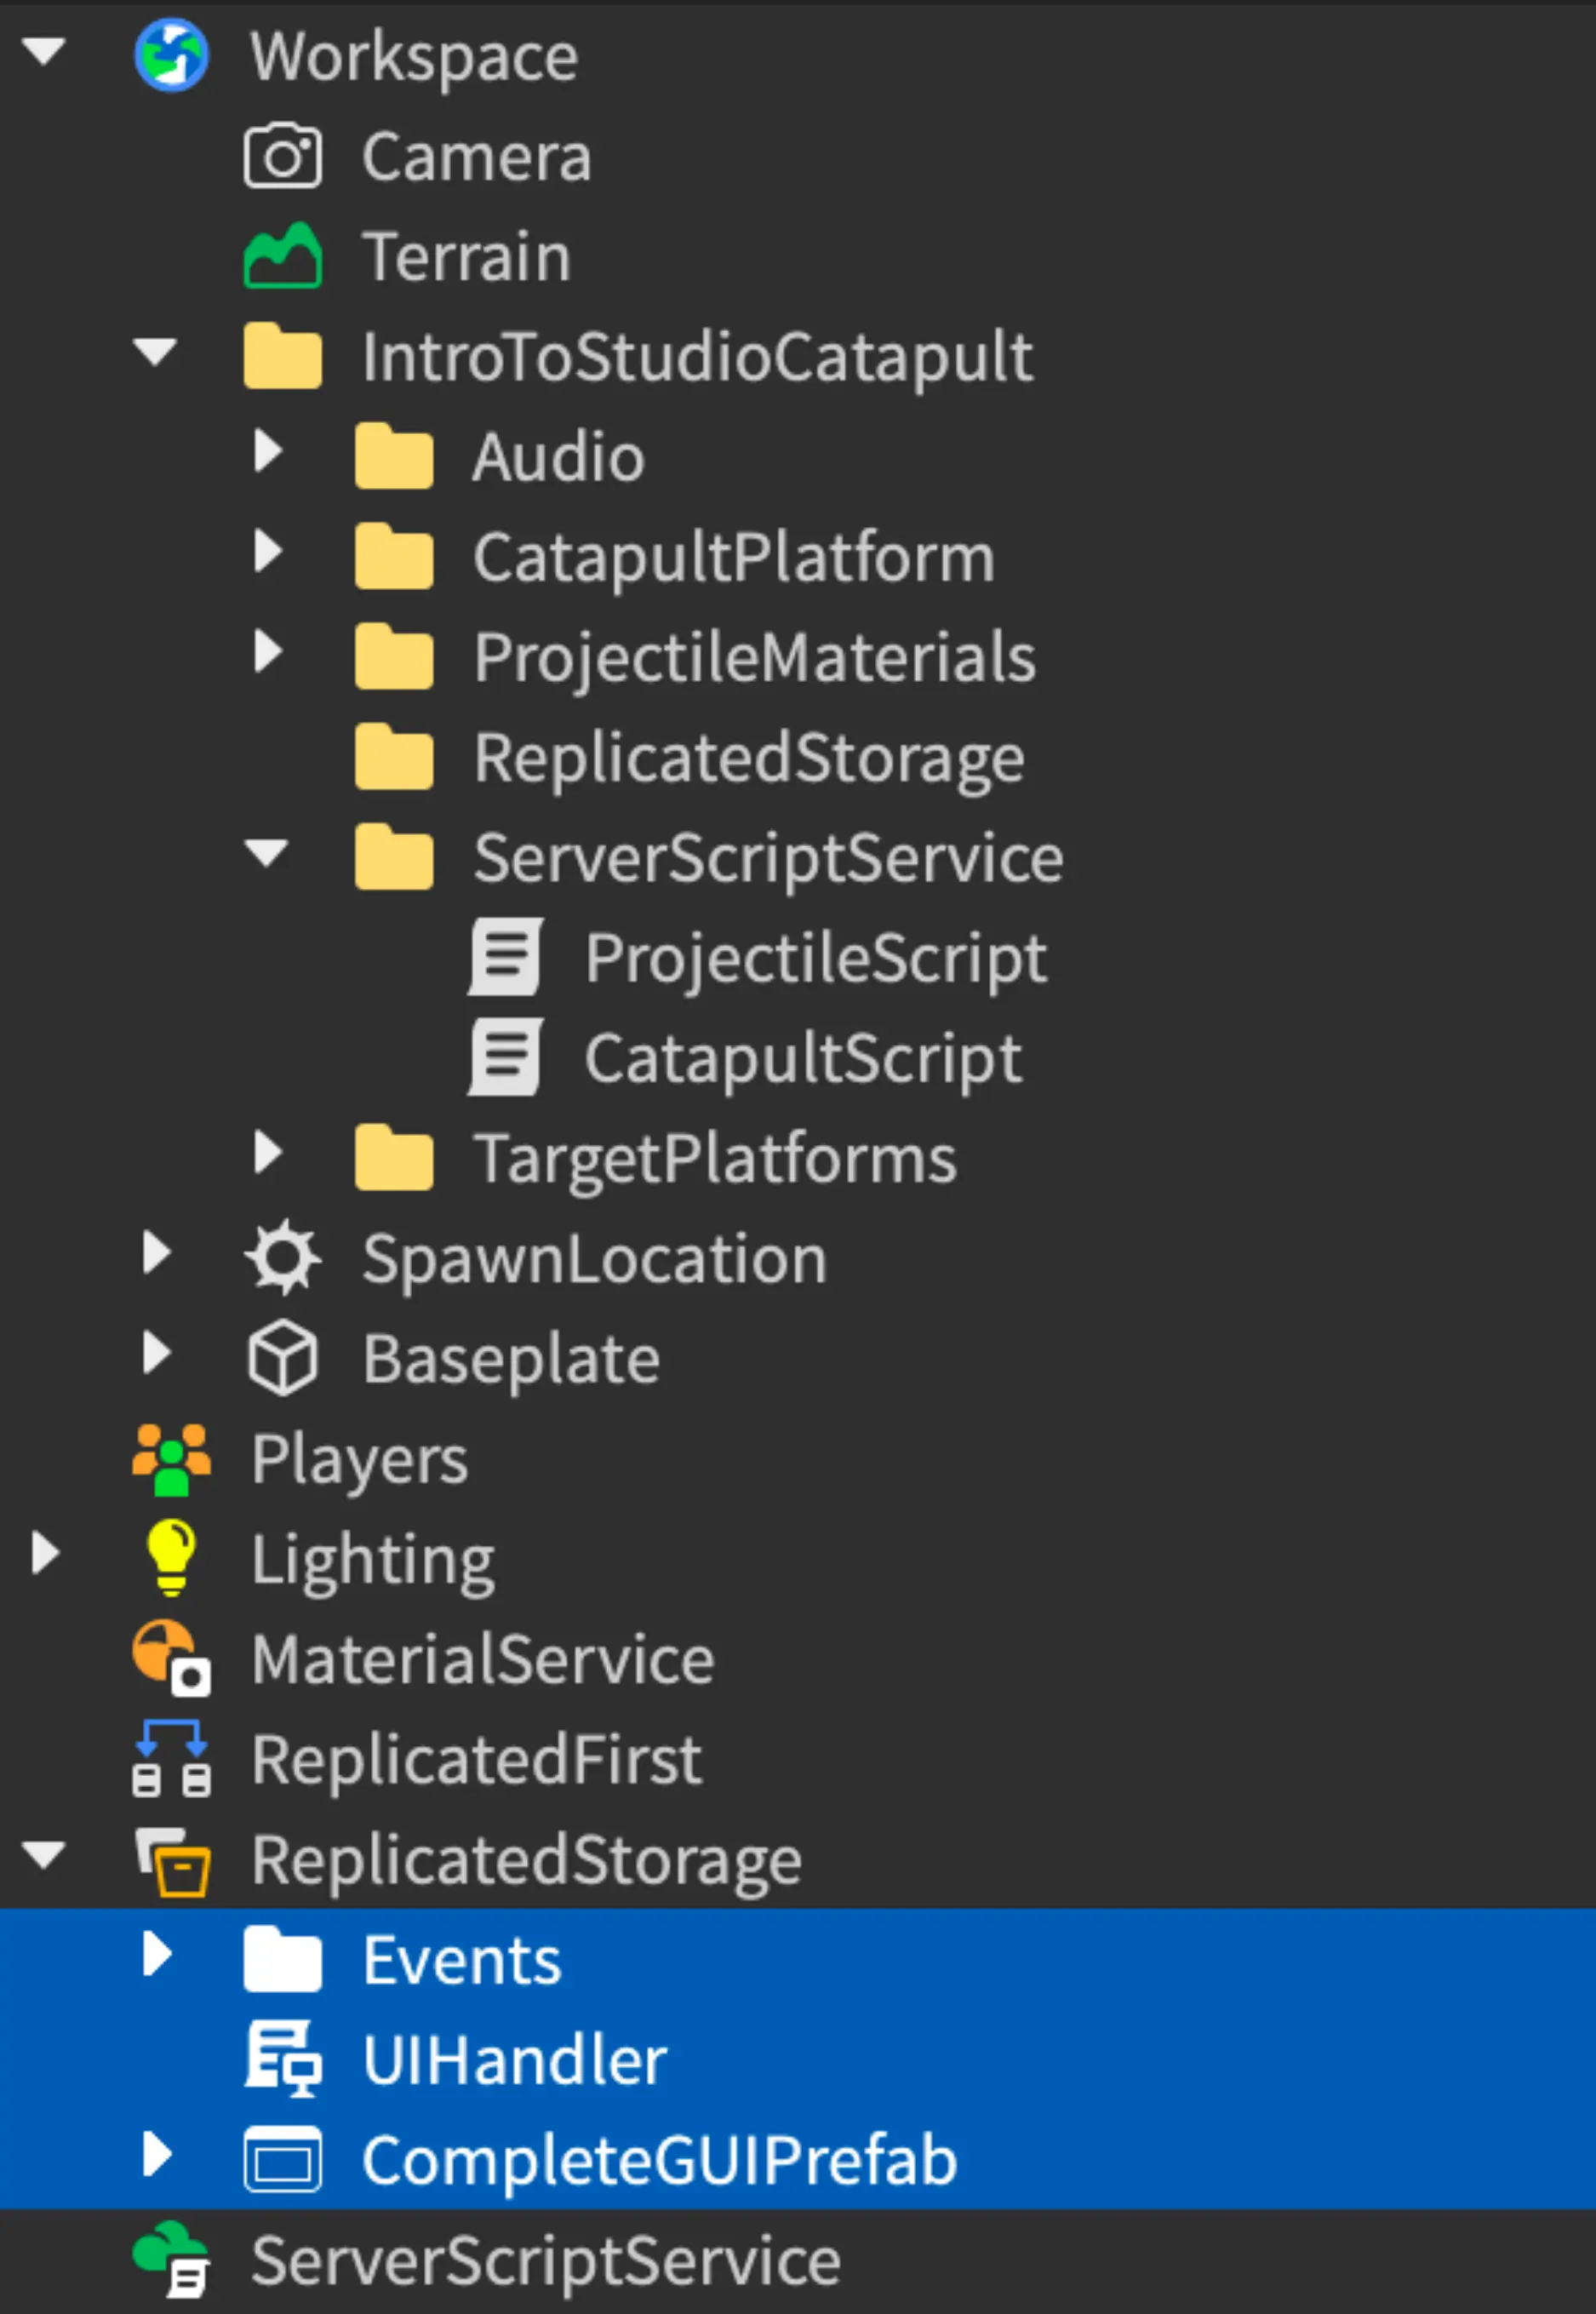 Workspace
Camera
Terrain
IntroToStudioCatapult
Audio
CatapultPlatform
ProjectileMaterials
ReplicatedStorage
ServerScriptService
ProjectileScript
CatapultScript
TargetPlatforms
SpawnLocation
Baseplate
Players
Lighting
MaterialService
ReplicatedFirst
ReplicatedStorage
Events
UIHandler
CompleteGUIPrefab
ServerScriptService